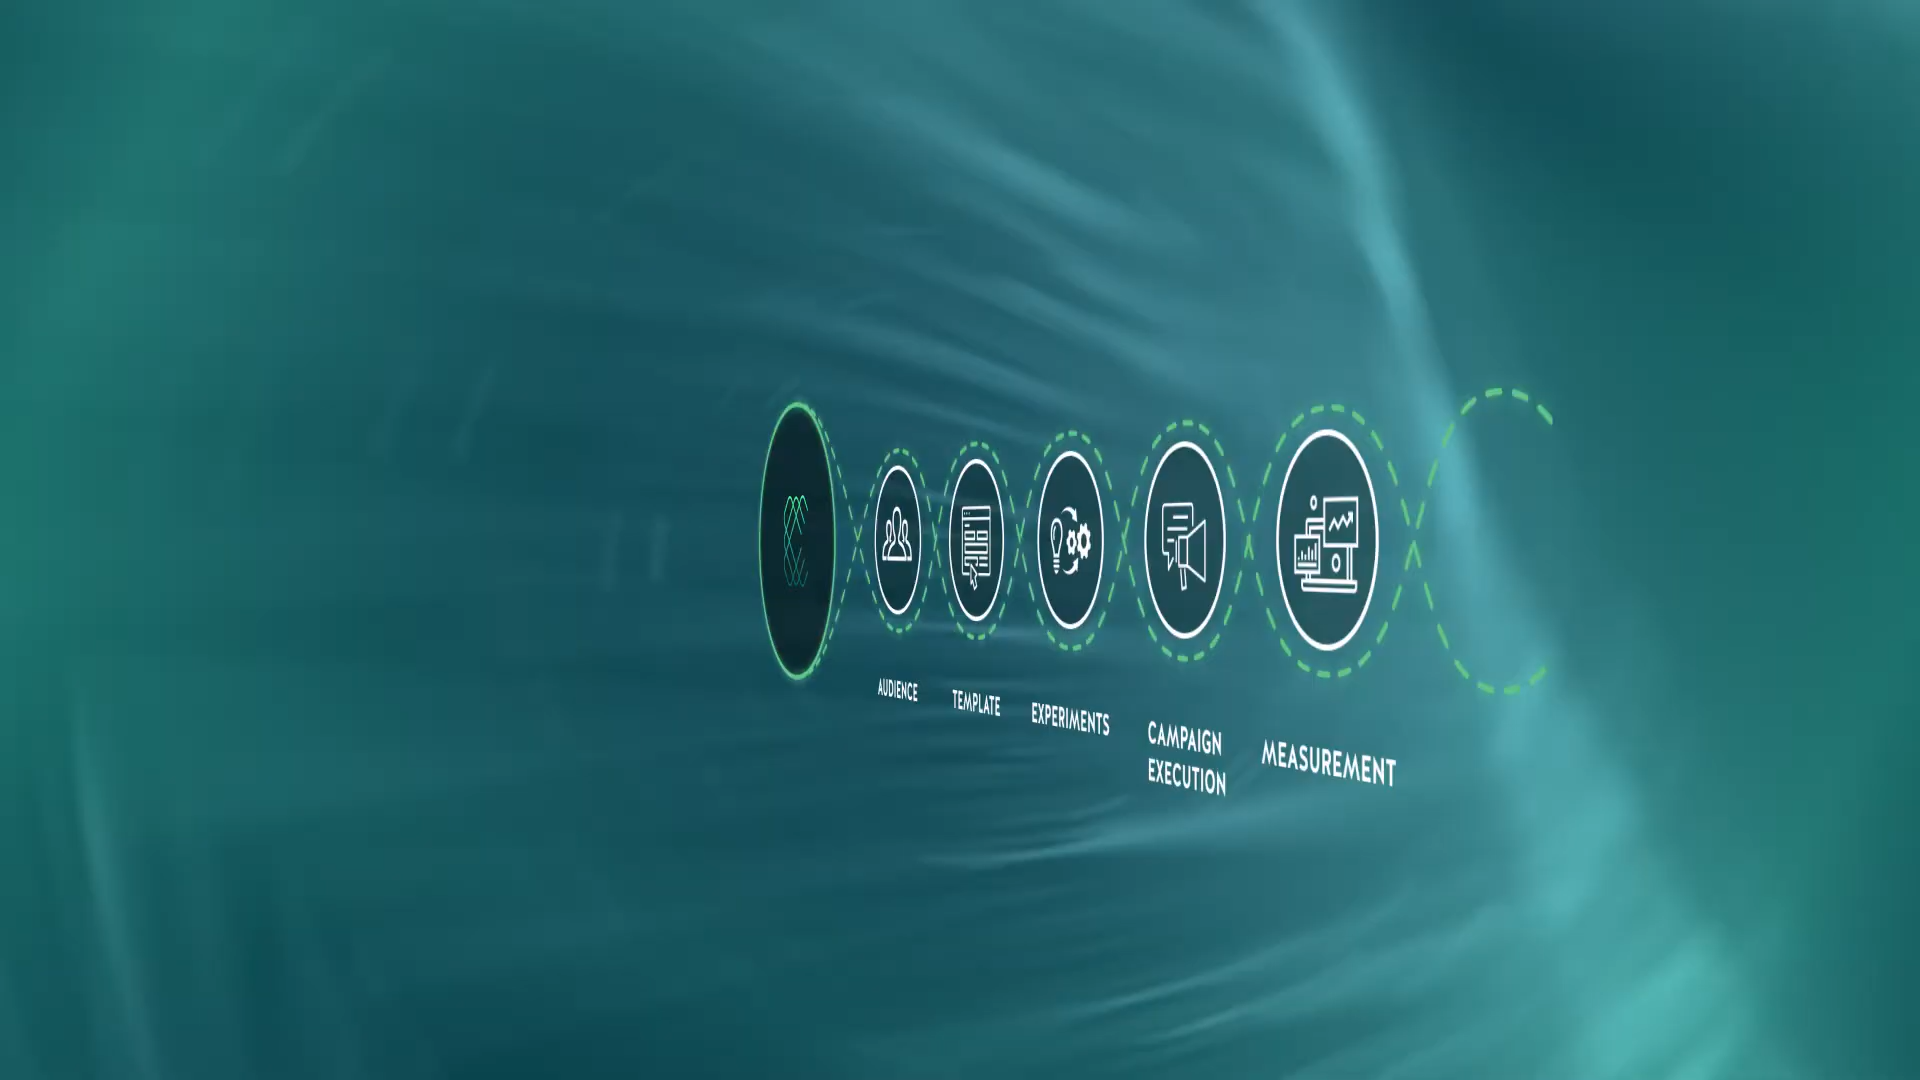 AUDIENCE
TEMPLATE
EXPERIMENTS
CAMPAIGN
EXECUTION
MEASUREMENT